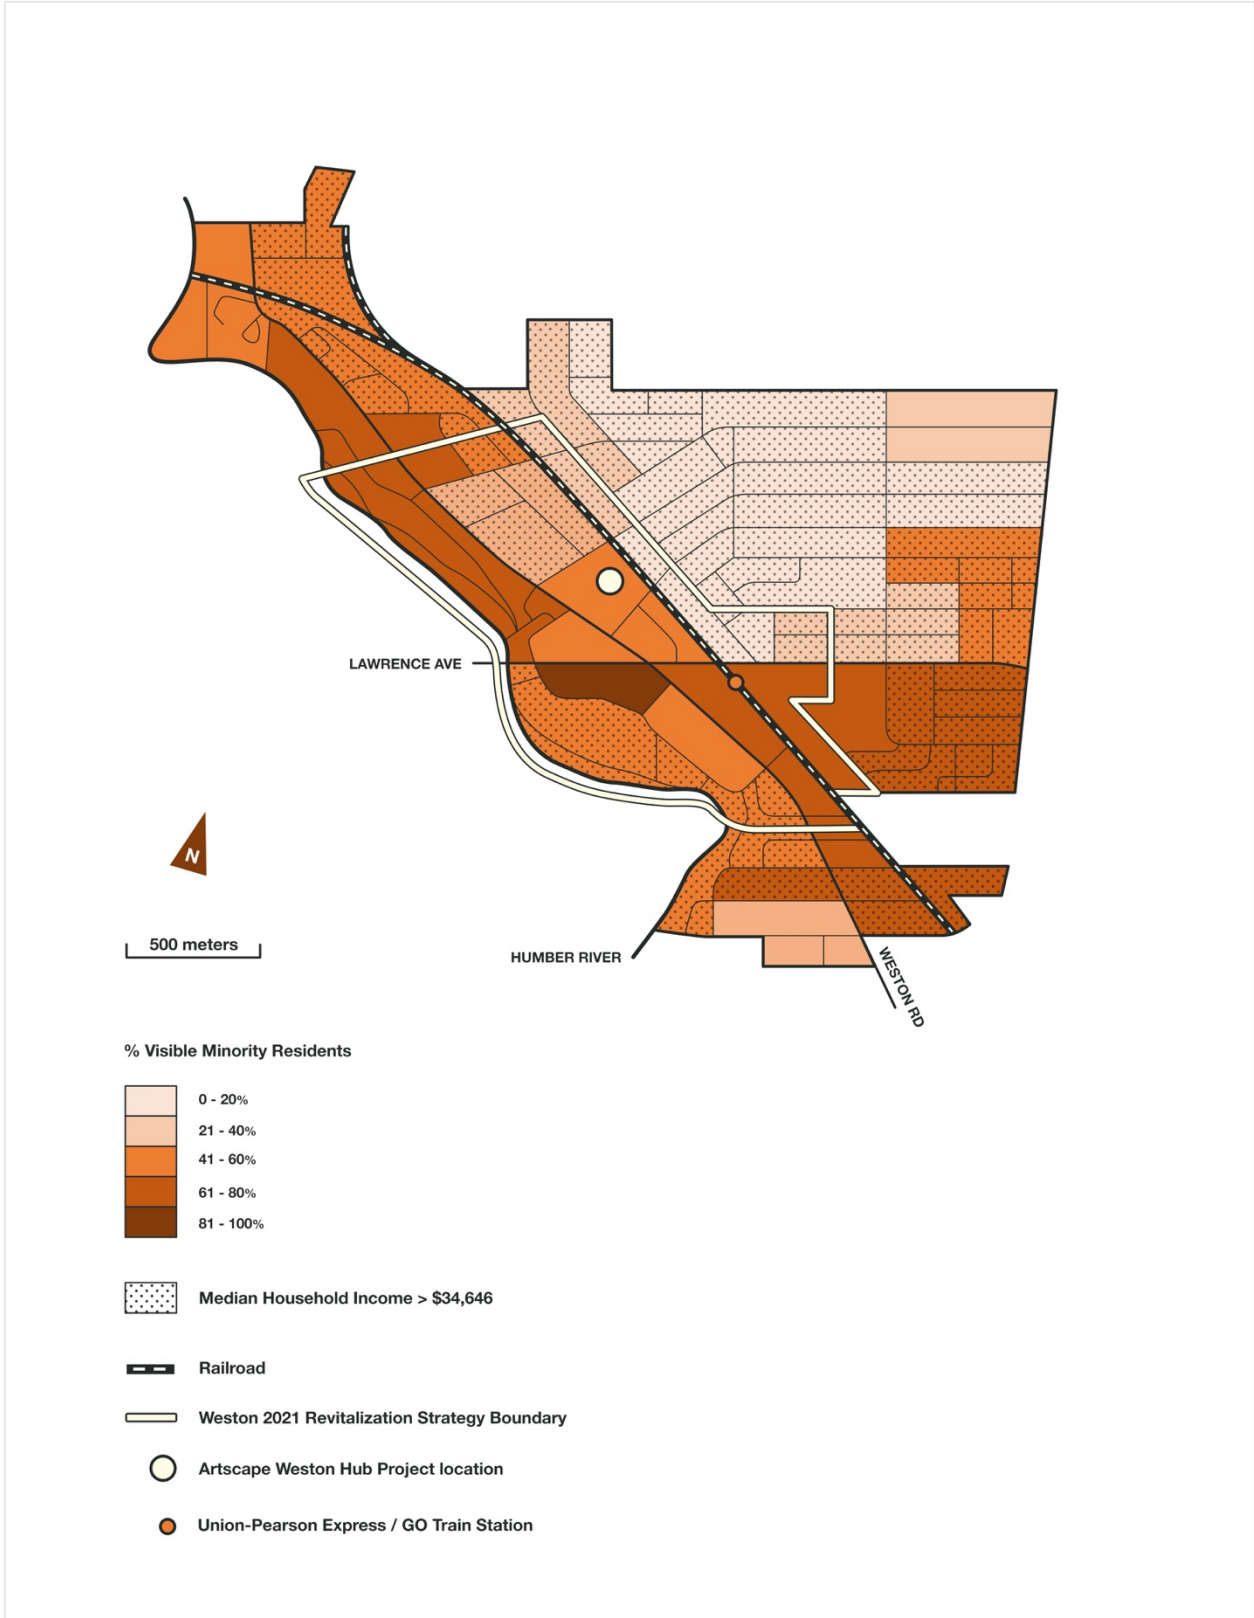 LAWRENCE AVE
N
500 meters
HUMBER RIVER
WESTON RD
% Visible Minority Residents
0 - 20%
21 - 40%
41 - 60%
61 - 80%
81 - 100%
Median Household Income > $34,646
Railroad
Weston 2021 Revitalization Strategy Boundary
Artscape Weston Hub Project location
Union-Pearson Express / GO Train Station